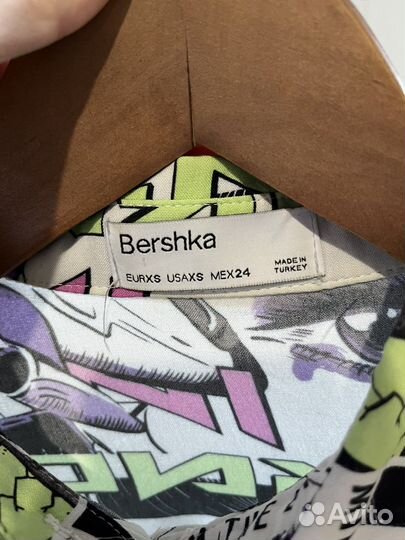 Bershka
EURXS USAXS MEX24
MADE IN
TURKEY
Avito